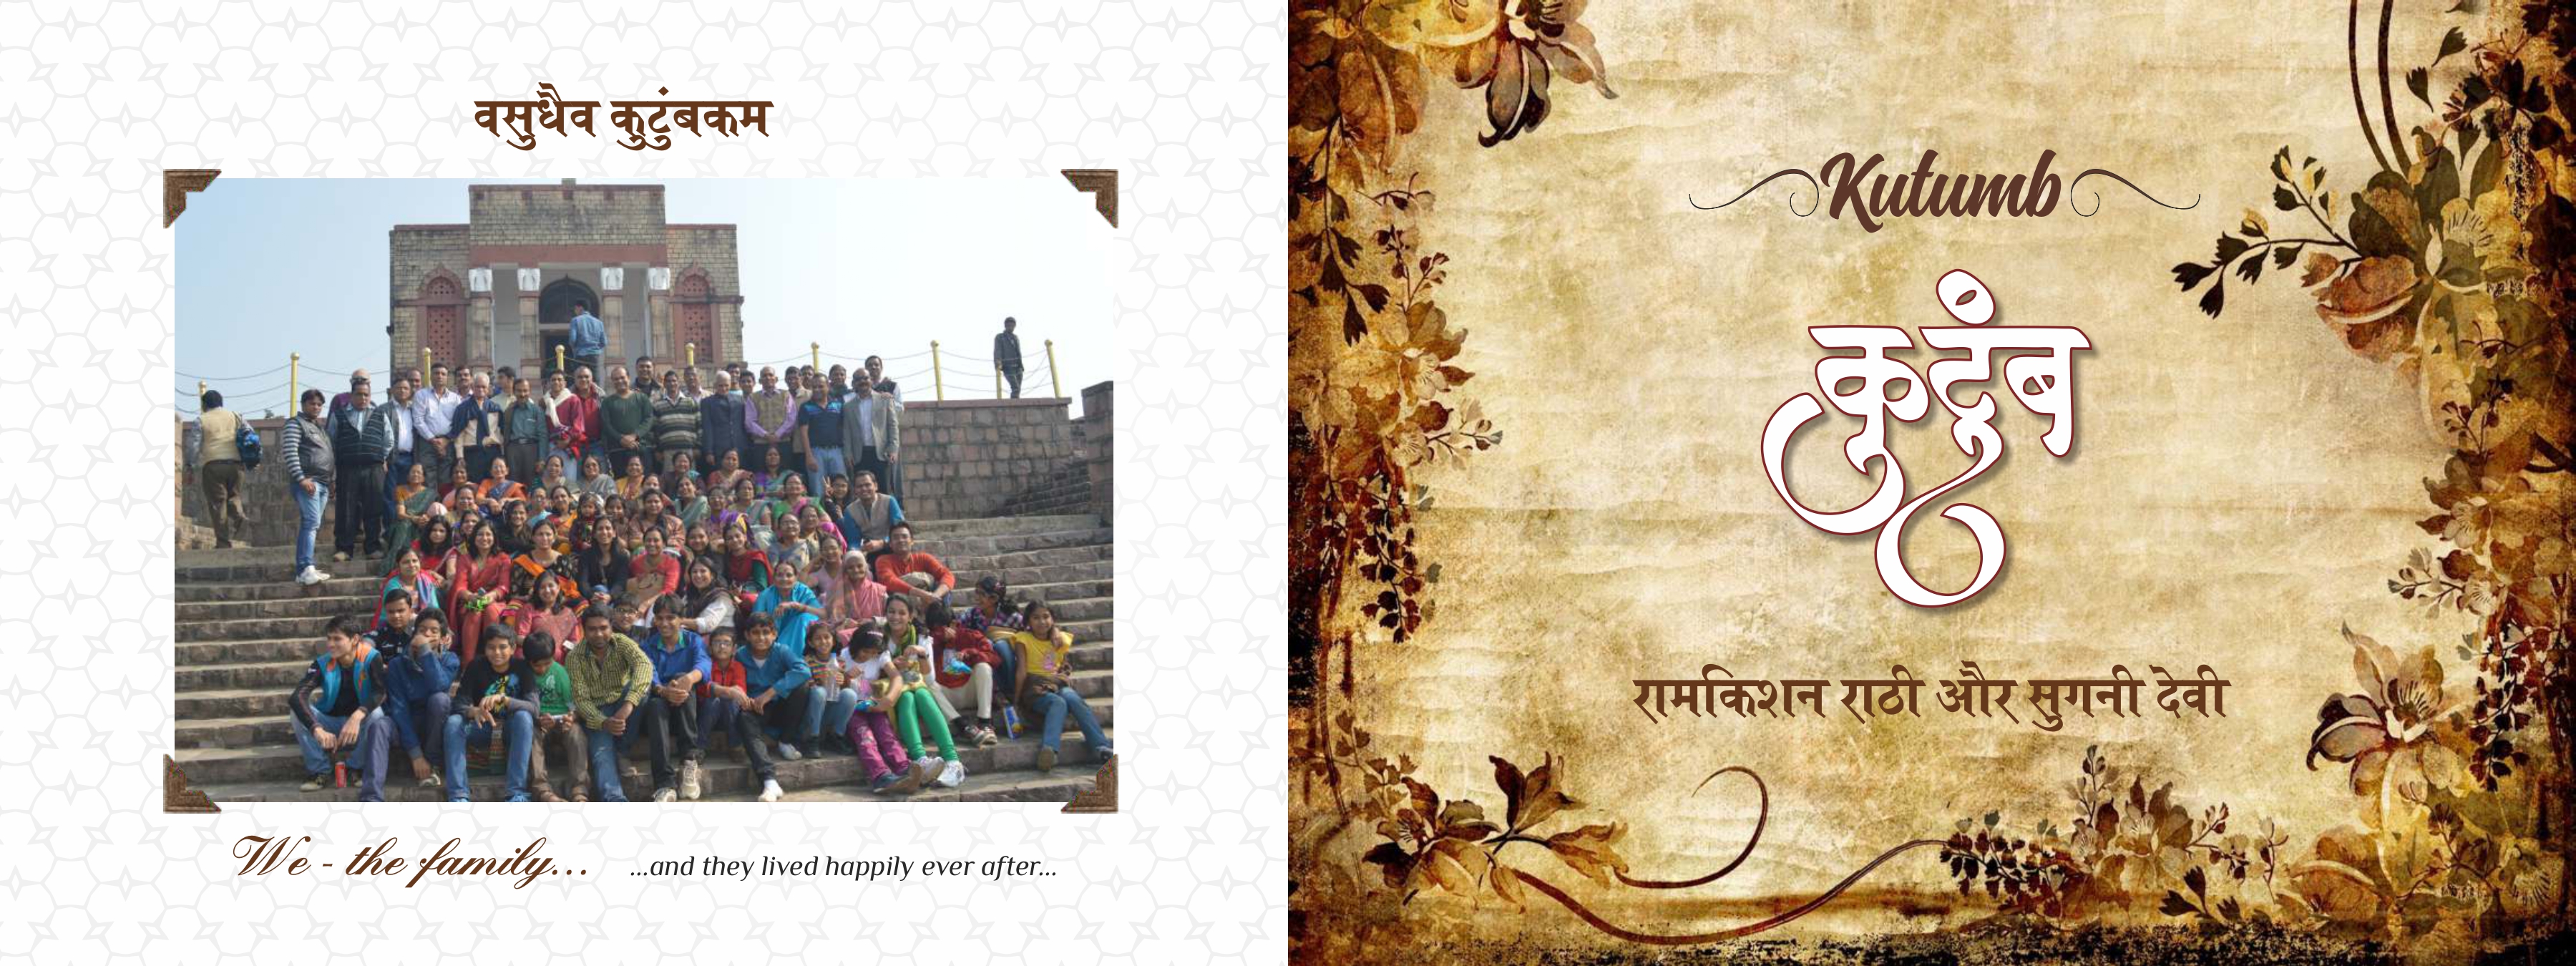 वसुधैव कुटुंबकम
We - the family...
...and they lived happily ever after...
Kutumb
कुटुंब
रामकिशन राठी और सुगनी देवी